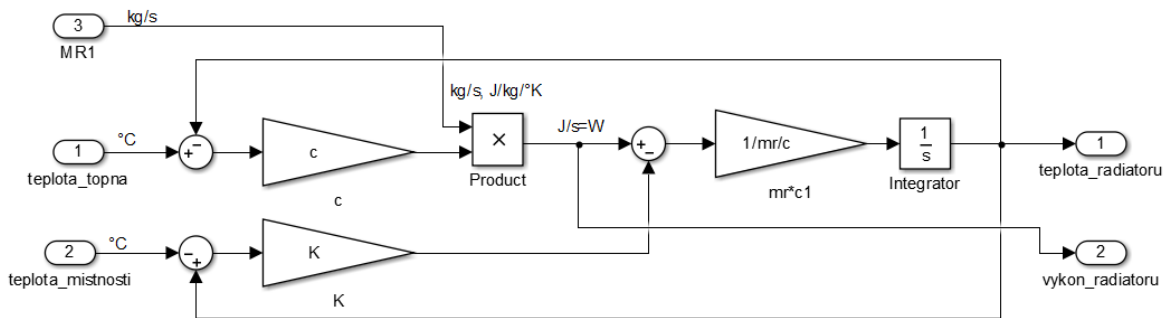 3
kg/s
MR1
kg/s, J/kg/°K
°C
1
teplota_topna
+
−
c
c
×
Product
J/s=W
+
−
1/mr/c
mr*c1
1
s
Integrator
1
teplota_radiatoru
°C
2
teplota_mistnosti
−
+
K
K
2
vykon_radiatoru